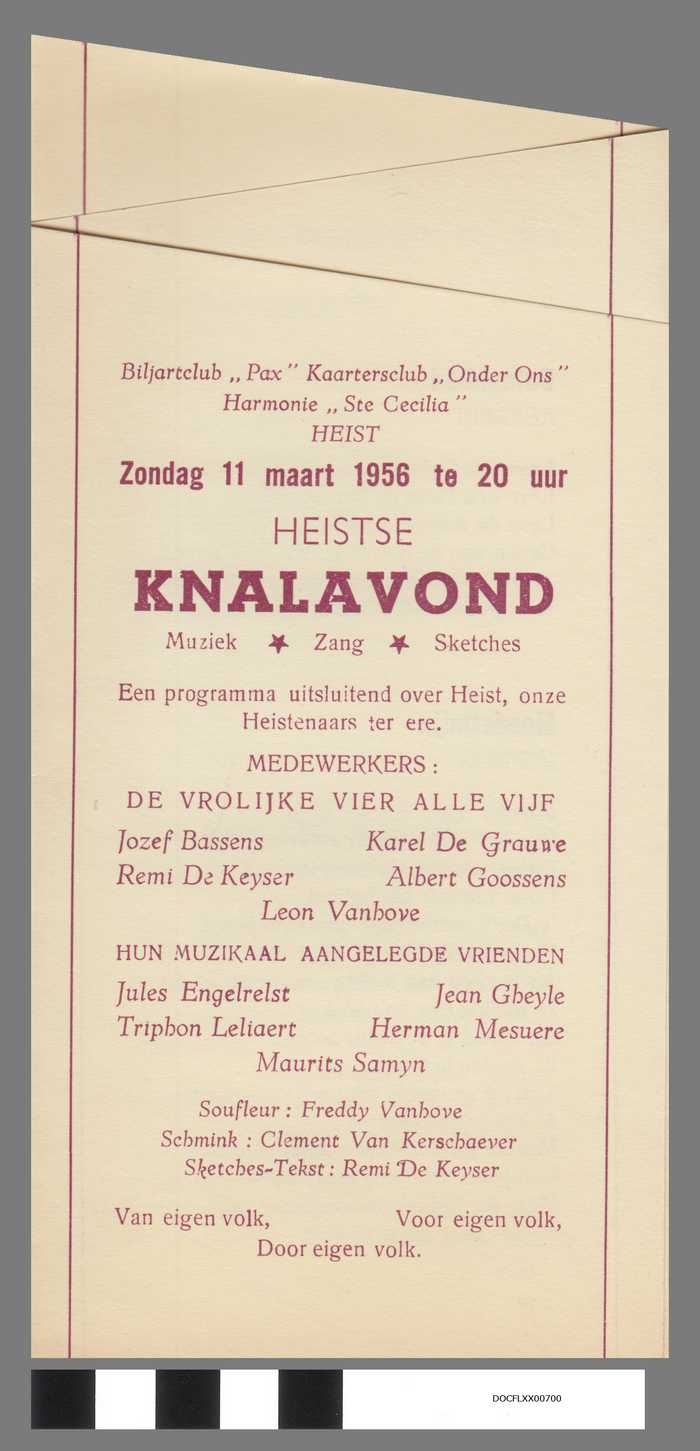 Biljartclub „Pax” Kaartersclub „Onder Ons”
Harmonie „Ste Cecilia”
HEIST
Zondag 11 maart 1956 te 20 uur
HEISTSE
KNALAVOND
Muziek ★ Zang ★ Sketches
Een programma uitsluitend over Heist, onze
Heistenaars ter ere.
MEDEWERKERS :
DE VROLIJKE VIER ALLE VIJF
Jozef Bassens Karel De Grauwe
Remi De Keyser Albert Goossens
Leon Vanhove
HUN MUZIKAAL AANGELEGDE VRIENDEN
Jules Engelrelst Jean Gheyle
Triphon Leliaert Herman Mesuere
Maurits Samyn
Soufleur : Freddy Vanhove
Schmink : Clement Van Kerschaever
Sketches-Tekst : Remi De Keyser
Van eigen volk, Voor eigen volk,
Door eigen volk.
DOCFLXX00700